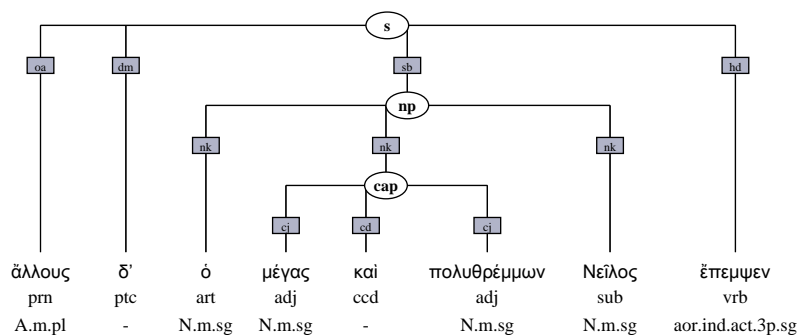 s
oa dm sb hd
np
nk nk nk
cap
cj cd cj
ἄλλους δ' ὁ μέγας καὶ πολυθρέμμων Νεῖλος ἔπεμψεν
prn ptc art adj ccd adj sub vrb
A.m.pl - N.m.sg N.m.sg - N.m.sg N.m.sg aor.ind.act.3p.sg